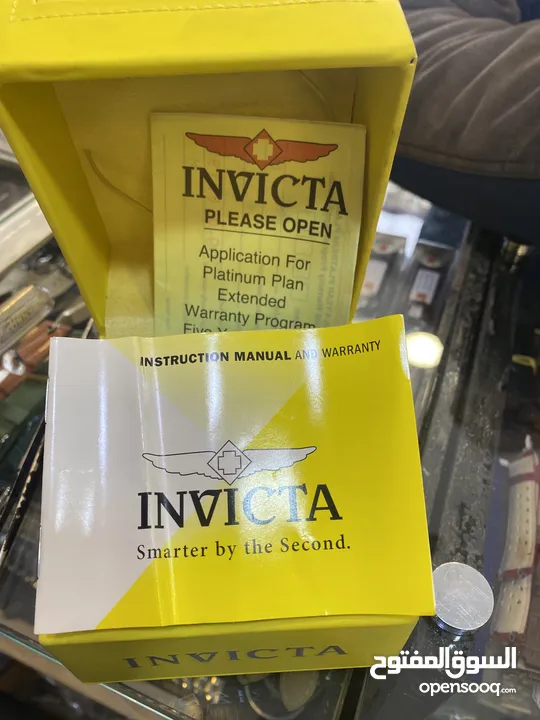 INVICTA
PLEASE OPEN
Application For
Platinum Plan
Extended
Warranty Program
INSTRUCTION MANUAL AND WARRANTY
INVICTA
Smarter by the Second.
INVICTA
السوق المفتوح
opensooq.com